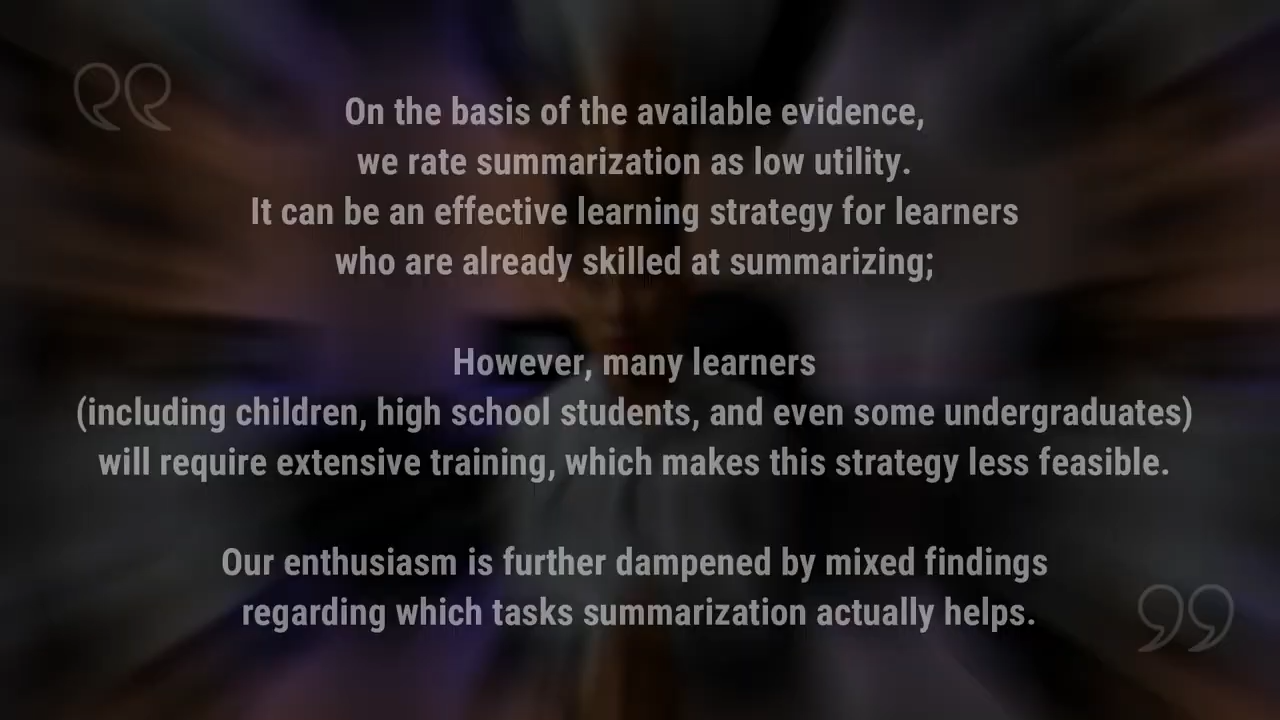 On the basis of the available evidence,
we rate summarization as low utility.
It can be an effective learning strategy for learners
who are already skilled at summarizing;
However, many learners
(including children, high school students, and even some undergraduates)
will require extensive training, which makes this strategy less feasible.
Our enthusiasm is further dampened by mixed findings
regarding which tasks summarization actually helps.